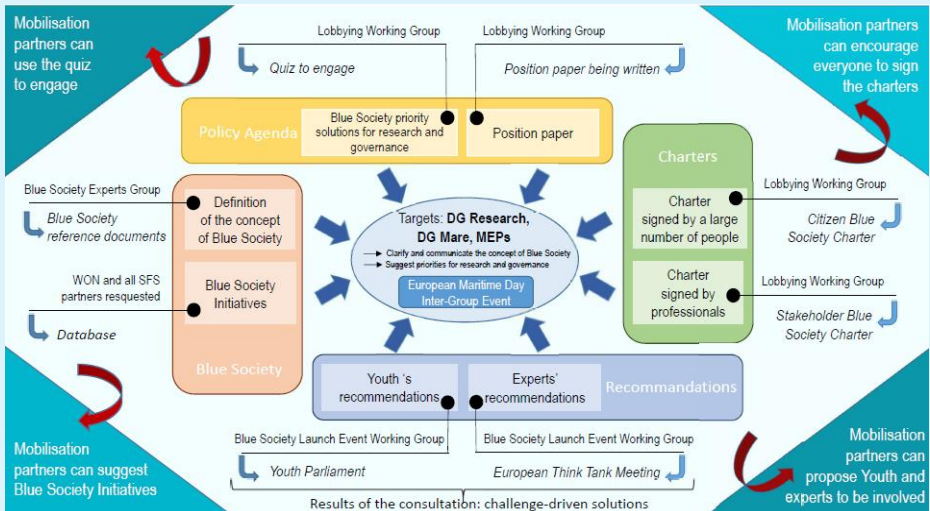 Mobilisation
partners can
use the quiz
to engage
Lobbying Working Group
Quiz to engage
Lobbying Working Group
Position paper being written
Mobilisation partners
can encourage
everyone to sign
the charters
Policy Agenda
Blue Society priority
solutions for research and
governance
Position paper
Charters
Blue Society Experts Group
Blue Society
reference documents
Definition
of the concept
of Blue Society
Targets: DG Research,
DG Mare, MEPs
Clarify and communicate the concept of Blue Society
Suggest priorities for research and governance
European Maritime Day
Inter-Group Event
Charter
signed by a large
number of people
Lobbying Working Group
Citizen Blue
Society Charter
WON and all SFS
partners resquested
Database
Blue Society
Initiatives
Blue Society
Charter
signed by
professionals
Lobbying Working Group
Stakeholder Blue
Society Charter
Youth ‘s
recommendations
Experts’
recommendations
Recommandations
Mobilisation
partners can suggest
Blue Society Initiatives
Blue Society Launch Event Working Group
Youth Parliament
Blue Society Launch Event Working Group
European Think Tank Meeting
Mobilisation
partners can
propose Youth and
experts to be involved
Results of the consultation: challenge-driven solutions